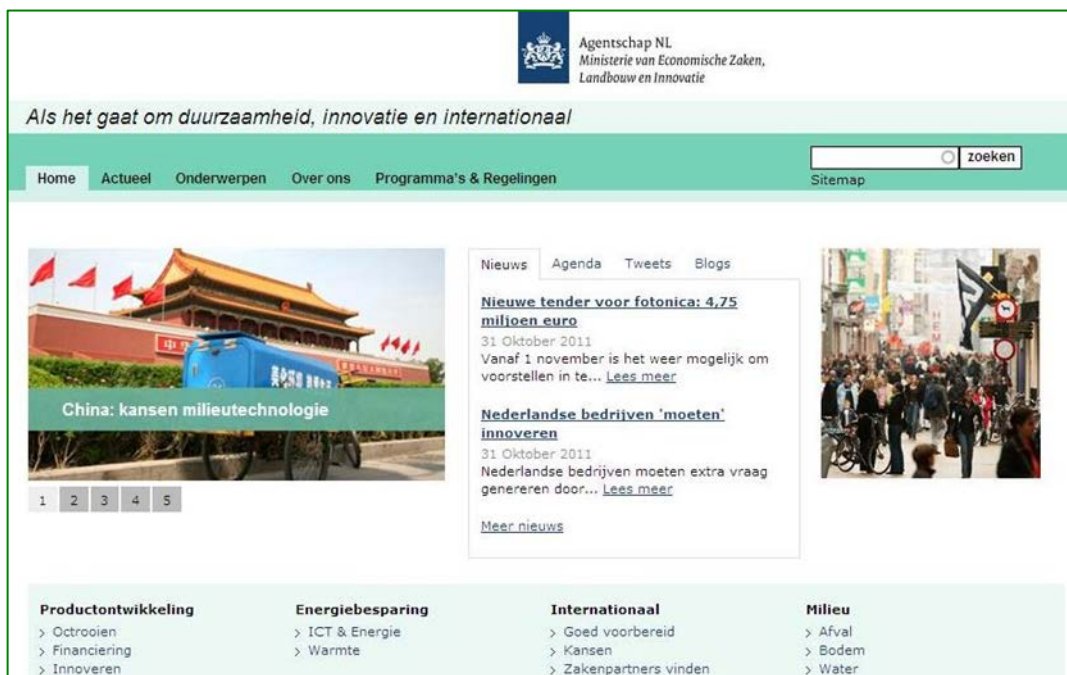 Agentschap NL
Ministerie van Economische Zaken,
Landbouw en Innovatie
Als het gaat om duurzaamheid, innovatie en internationaal
Home Actueel Onderwerpen Over ons Programma's & Regelingen
zoeken
Sitemap
China: kansen milieutechnologie
1 2 3 4 5
Nieuws Agenda Tweets Blogs
Nieuwe tender voor fotonica: 4,75
miljoen euro
31 Oktober 2011
Vanaf 1 november is het weer mogelijk om
voorstellen in te... Lees meer
Nederlandse bedrijven 'moeten'
innoveren
31 Oktober 2011
Nederlandse bedrijven moeten extra vraag
genereren door... Lees meer
Meer nieuws
Productontwikkeling
> Octrooien
> Financiering
> Innoveren
Energiebesparing
> ICT & Energie
> Warmte
Internationaal
> Goed voorbereid
> Kansen
> Zakenpartners vinden
Milieu
> Afval
> Bodem
> Water